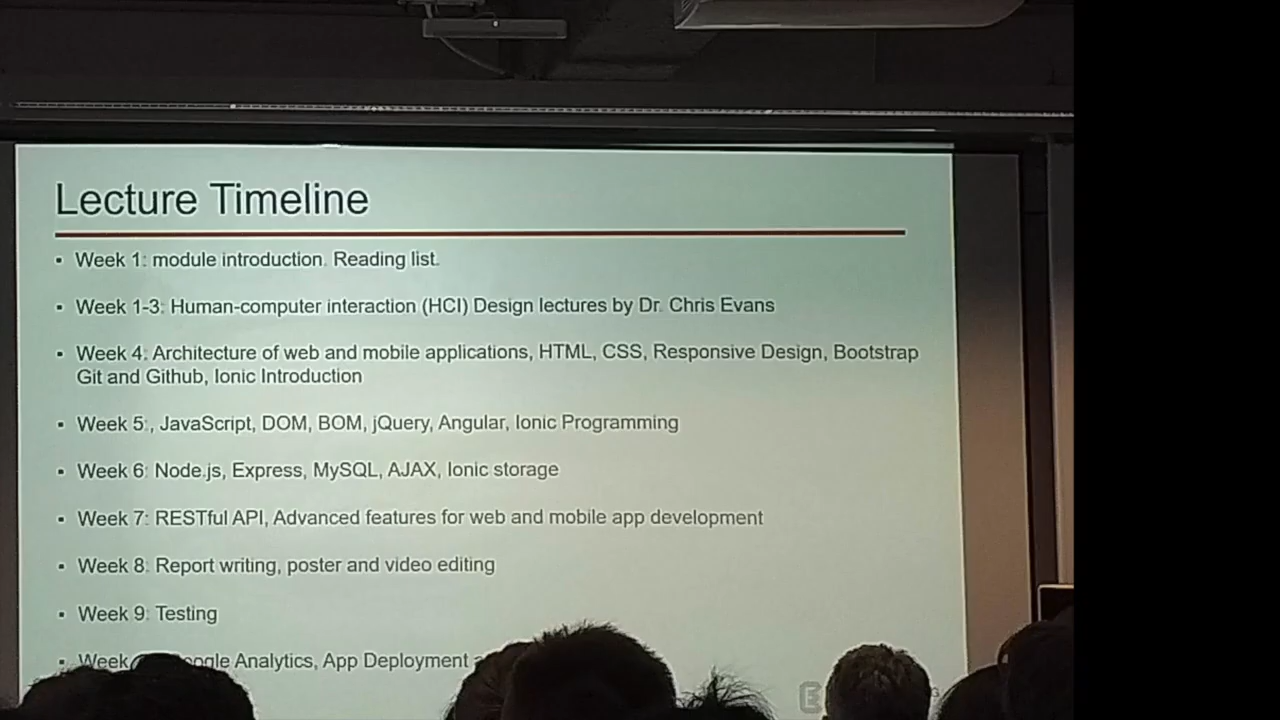 Lecture Timeline
▪ Week 1: module introduction. Reading list.
▪ Week 1-3: Human-computer interaction (HCI) Design lectures by Dr. Chris Evans
▪ Week 4: Architecture of web and mobile applications, HTML, CSS, Responsive Design, Bootstrap
Git and Github, Ionic Introduction
▪ Week 5:, JavaScript, DOM, BOM, jQuery, Angular, Ionic Programming
▪ Week 6: Node.js, Express, MySQL, AJAX, Ionic storage
▪ Week 7: RESTful API, Advanced features for web and mobile app development
▪ Week 8: Report writing, poster and video editing
▪ Week 9: Testing
▪ Week Analytics, App Deployment